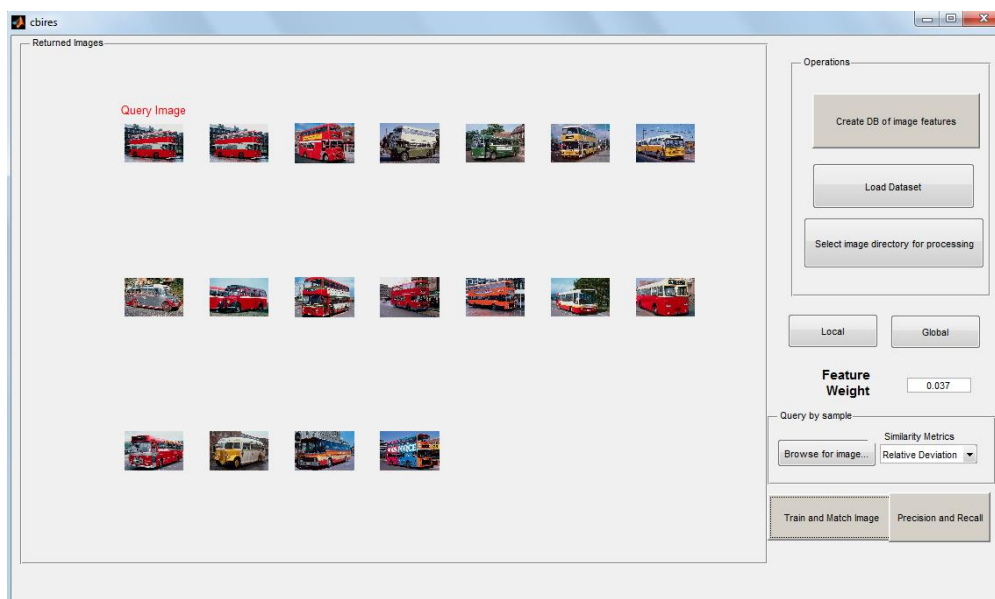 cbires
Returned Images
Query Image
Operations
Create DB of image features
Load Dataset
Select image directory for processing
Local
Global
Feature
Weight
0.037
Query by sample
Similarity Metrics
Browse for image...
Relative Deviation
Train and Match Image
Precision and Recall